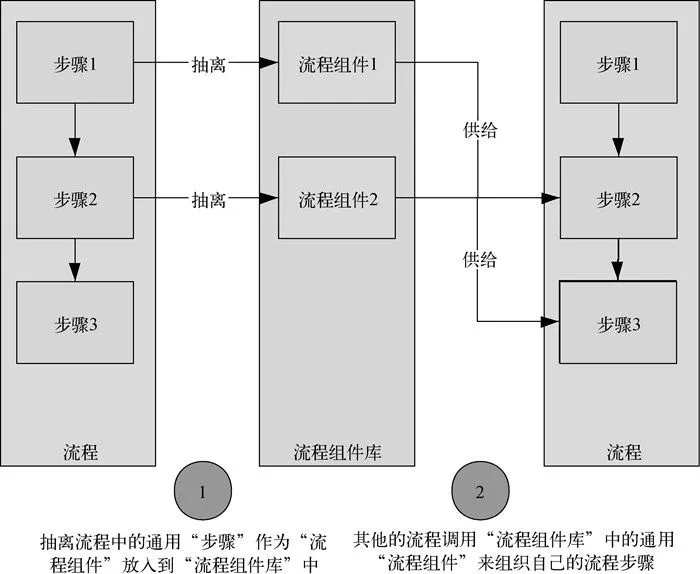 步骤1
抽离
流程组件1
步骤1
供给
步骤2
抽离
流程组件2
步骤2
供给
步骤3
步骤3
流程
流程组件库
流程
1
2
抽离流程中的通用“步骤”作为“流
程组件”放入到“流程组件库”中
其他的流程调用“流程组件库”中的通用
“流程组件”来组织自己的流程步骤